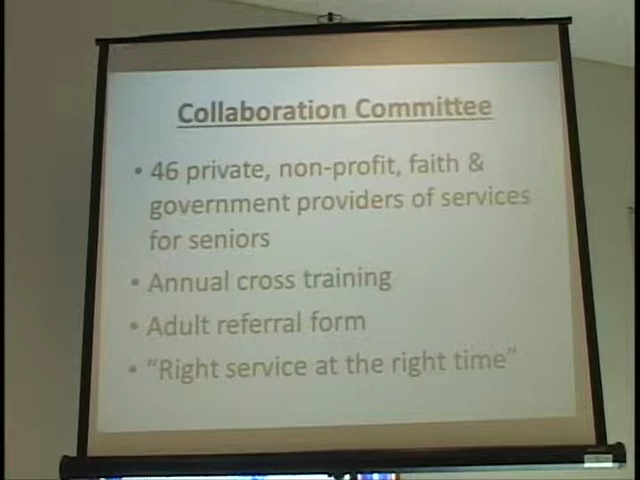 Collaboration Committee
• 46 private, non-profit, faith &
government providers of services
for seniors
• Annual cross training
• Adult referral form
• “Right service at the right time”